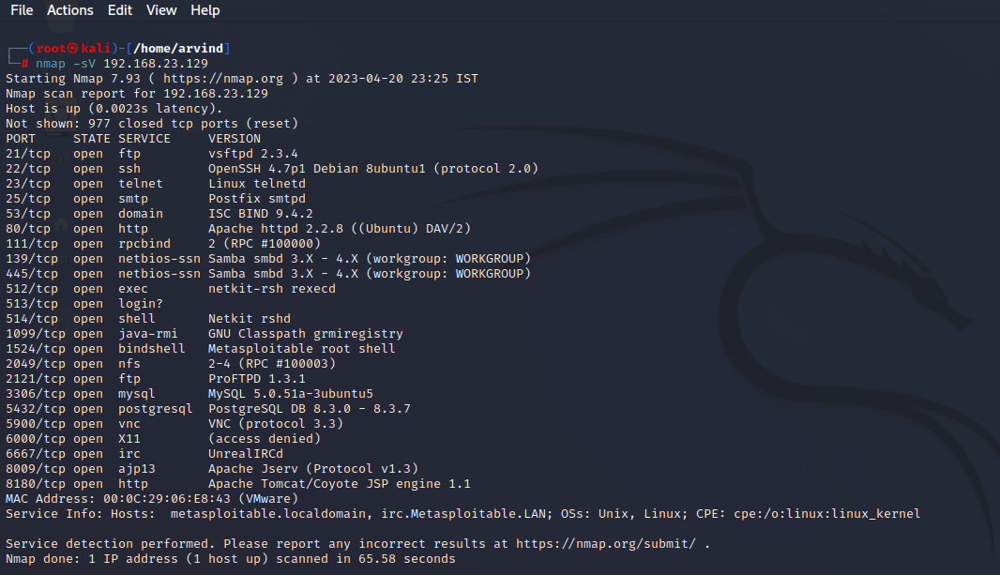 File Actions Edit View Help
┌──(root㉿kali)-[/home/arvind]
└─# nmap -sV 192.168.23.129
Starting Nmap 7.93 ( https://nmap.org ) at 2023-04-20 23:25 IST
Nmap scan report for 192.168.23.129
Host is up (0.0023s latency).
Not shown: 977 closed tcp ports (reset)
PORT     STATE SERVICE     VERSION
21/tcp   open  ftp         vsftpd 2.3.4
22/tcp   open  ssh         OpenSSH 4.7p1 Debian 8ubuntu1 (protocol 2.0)
23/tcp   open  telnet      Linux telnetd
25/tcp   open  smtp        Postfix smtpd
53/tcp   open  domain      ISC BIND 9.4.2
80/tcp   open  http        Apache httpd 2.2.8 ((Ubuntu) DAV/2)
111/tcp  open  rpcbind     2 (RPC #100000)
139/tcp  open  netbios-ssn Samba smbd 3.X - 4.X (workgroup: WORKGROUP)
445/tcp  open  netbios-ssn Samba smbd 3.X - 4.X (workgroup: WORKGROUP)
512/tcp  open  exec        netkit-rsh rexecd
513/tcp  open  login?
514/tcp  open  shell       Netkit rshd
1099/tcp open  java-rmi    GNU Classpath grmiregistry
1524/tcp open  bindshell   Metasploitable root shell
2049/tcp open  nfs         2-4 (RPC #100003)
2121/tcp open  ftp         ProFTPD 1.3.1
3306/tcp open  mysql       MySQL 5.0.51a-3ubuntu5
5432/tcp open  postgresql  PostgreSQL DB 8.3.0 - 8.3.7
5900/tcp open  vnc         VNC (protocol 3.3)
6000/tcp open  X11         (access denied)
6667/tcp open  irc         UnrealIRCd
8009/tcp open  ajp13       Apache Jserv (Protocol v1.3)
8180/tcp open  http        Apache Tomcat/Coyote JSP engine 1.1
MAC Address: 00:0C:29:06:E8:43 (VMware)
Service Info: Hosts:  metasploitable.localdomain, irc.Metasploitable.LAN; OSs: Unix, Linux; CPE: cpe:/o:linux:linux_kernel
Service detection performed. Please report any incorrect results at https://nmap.org/submit/ .
Nmap done: 1 IP address (1 host up) scanned in 65.58 seconds